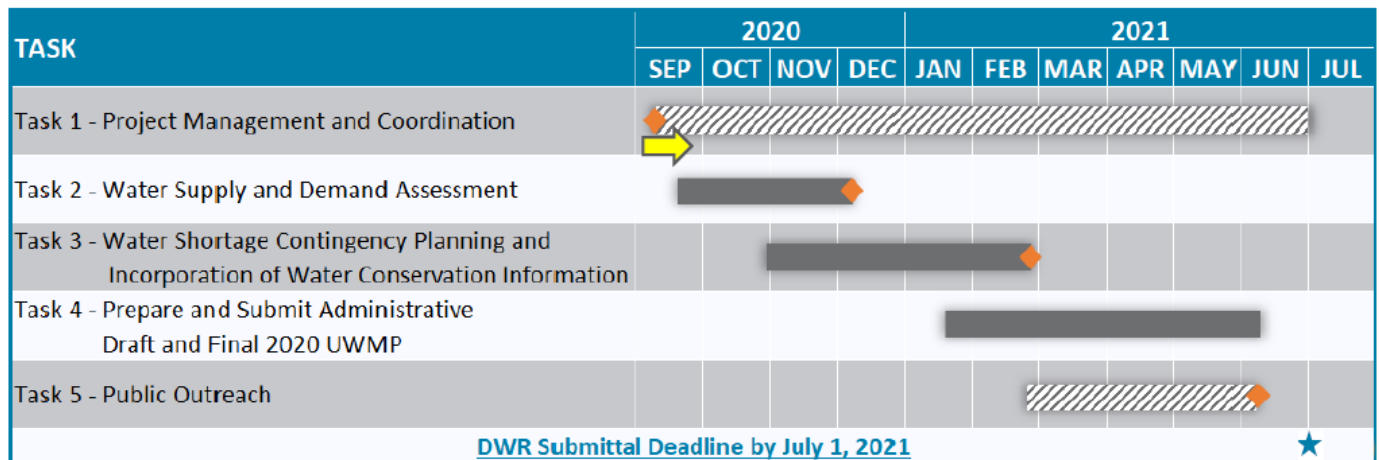 TASK
2020
2021
SEP OCT NOV DEC JAN FEB MAR APR MAY JUN JUL
Task 1 - Project Management and Coordination
Task 2 - Water Supply and Demand Assessment
Task 3 - Water Shortage Contingency Planning and
Incorporation of Water Conservation Information
Task 4 - Prepare and Submit Administrative
Draft and Final 2020 UWMP
Task 5 - Public Outreach
DWR Submittal Deadline by July 1, 2021